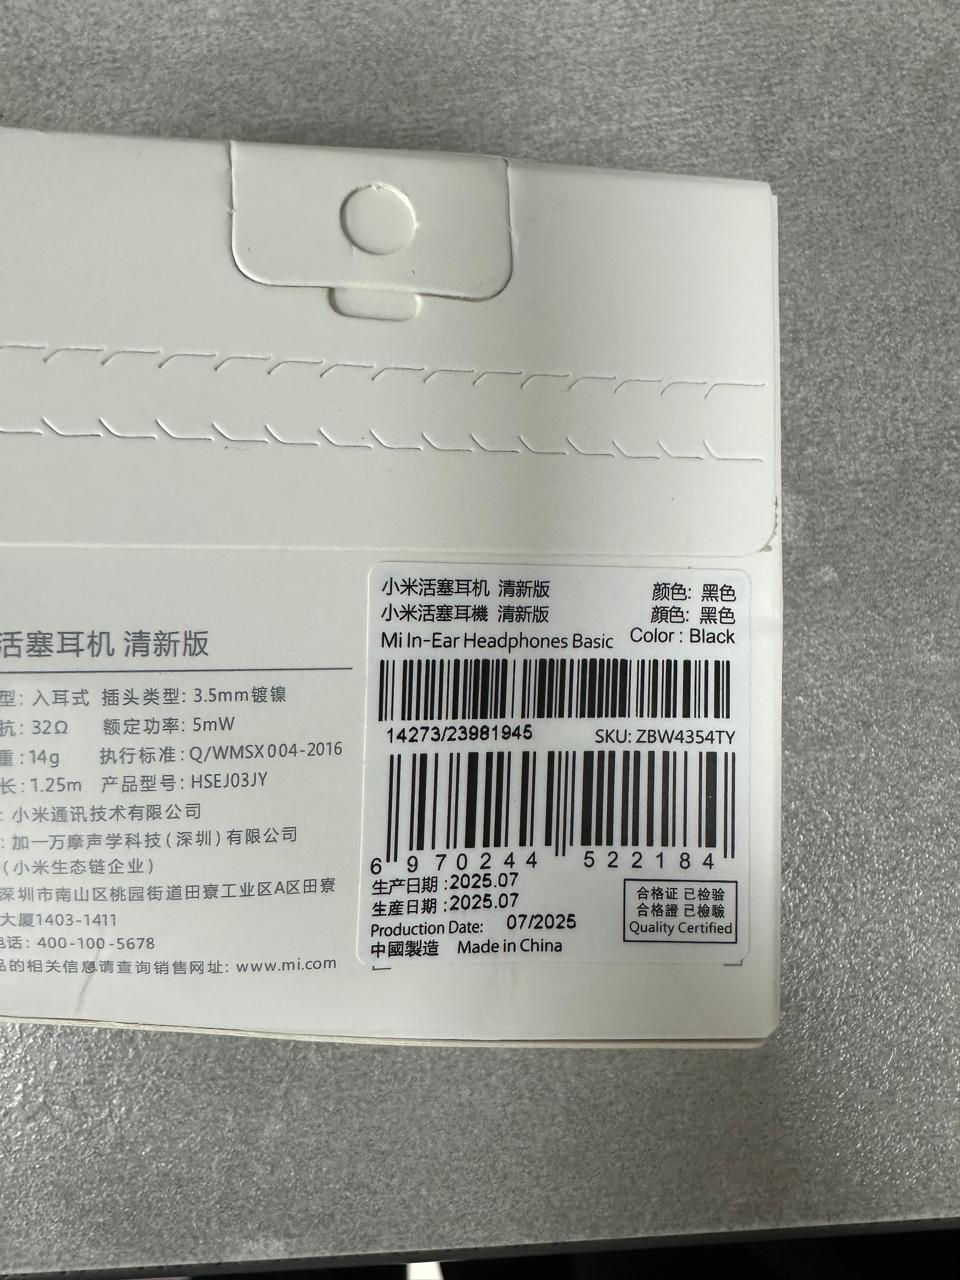 活塞耳机 清新版
型: 入耳式 插头类型: 3.5mm镀镍
抗: 32Ω 额定功率: 5mW
重: 14g 执行标准: Q/WMSX 004-2016
长: 1.25m 产品型号: HSEJ03JY
: 小米通讯技术有限公司
: 加一万摩声学科技(深圳)有限公司
(小米生态链企业)
深圳市南山区桃园街道田寮工业区A区田寮
大厦1403-1411
电话: 400-100-5678
品的相关信息请查询销售网址: www.mi.com
小米活塞耳机 清新版 颜色: 黑色
小米活塞耳機 清新版 顏色: 黑色
Mi In-Ear Headphones Basic Color : Black
14273/23981945 SKU: ZBW4354TY
6 970244 522184
生产日期 :2025.07
生産日期 :2025.07
Production Date: 07/2025
中國製造 Made in China
合格证 已检验
合格證 已檢驗
Quality Certified